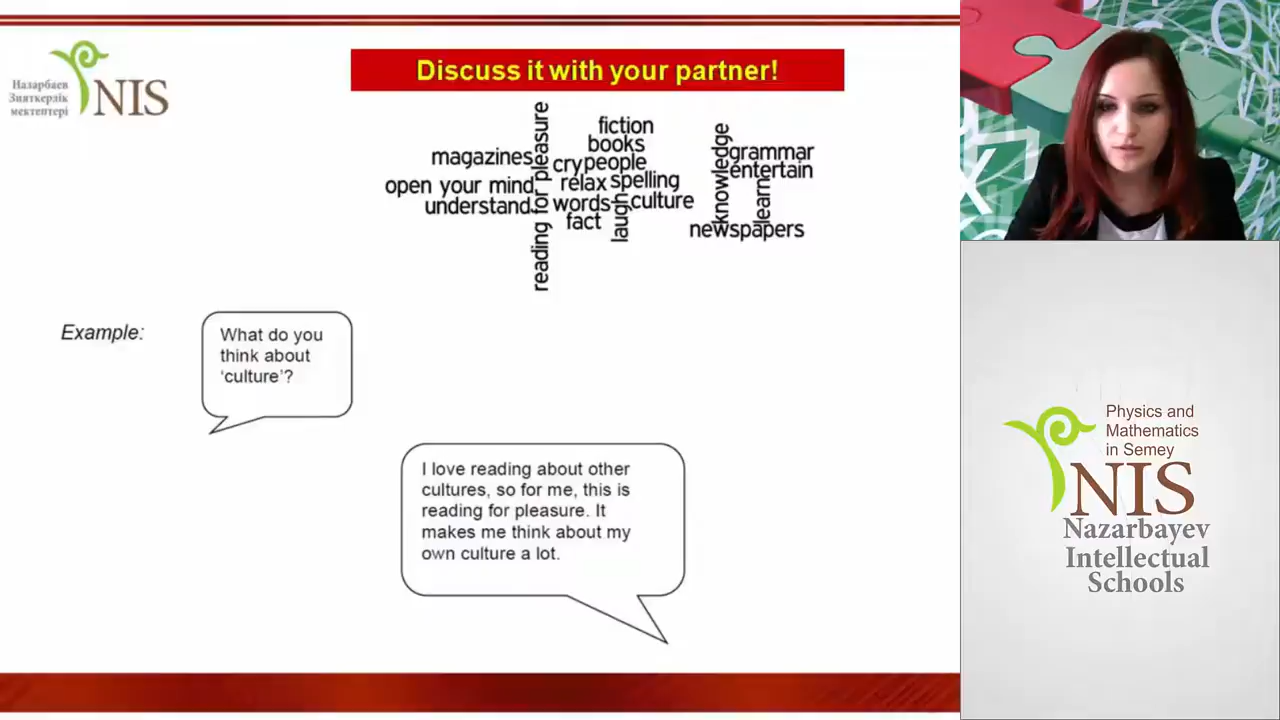 Назарбаев
Зияткерлік
мектептері
NIS
Discuss it with your partner!
reading for pleasure
magazines
open your mind
understand
fiction
books
cry people
relax spelling
words culture
fact
laugh
knowledge
grammar
entertain
learn
newspapers
Example:
What do you
think about
‘culture’?
I love reading about other
cultures, so for me, this is
reading for pleasure. It
makes me think about my
own culture a lot.
Physics and
Mathematics
in Semey
NIS
Nazarbayev
Intellectual
Schools